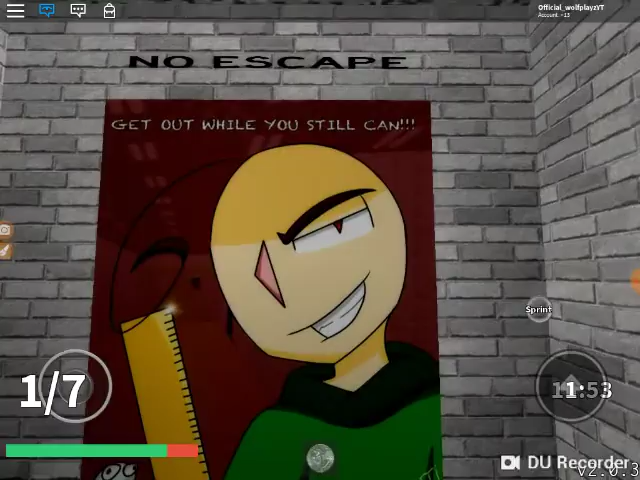 Official_wolfplayzYT
Account: <13
NO ESCAPE
GET OUT WHILE YOU STILL CAN!!!
Sprint
1/7
11:53
DU Recorder
v2.0.3